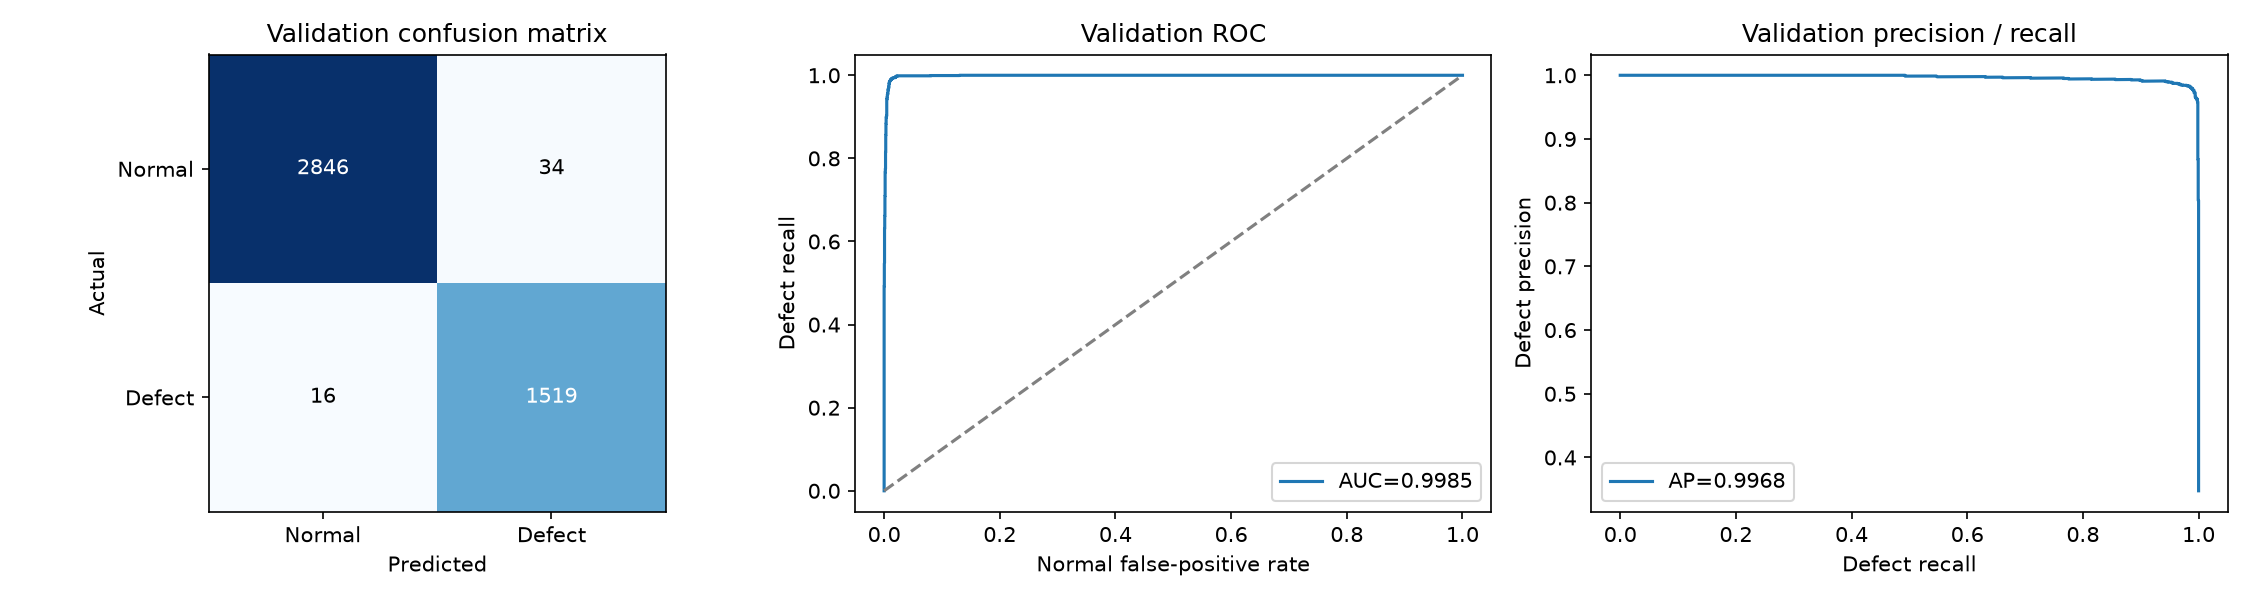 Validation confusion matrix
Actual
Normal
Defect
2846
34
16
1519
Normal
Defect
Predicted
Validation ROC
Defect recall
1.0
0.8
0.6
0.4
0.2
0.0
AUC=0.9985
0.0
0.2
0.4
0.6
0.8
1.0
Normal false-positive rate
Validation precision / recall
Defect precision
1.0
0.9
0.8
0.7
0.6
0.5
0.4
AP=0.9968
0.0
0.2
0.4
0.6
0.8
1.0
Defect recall